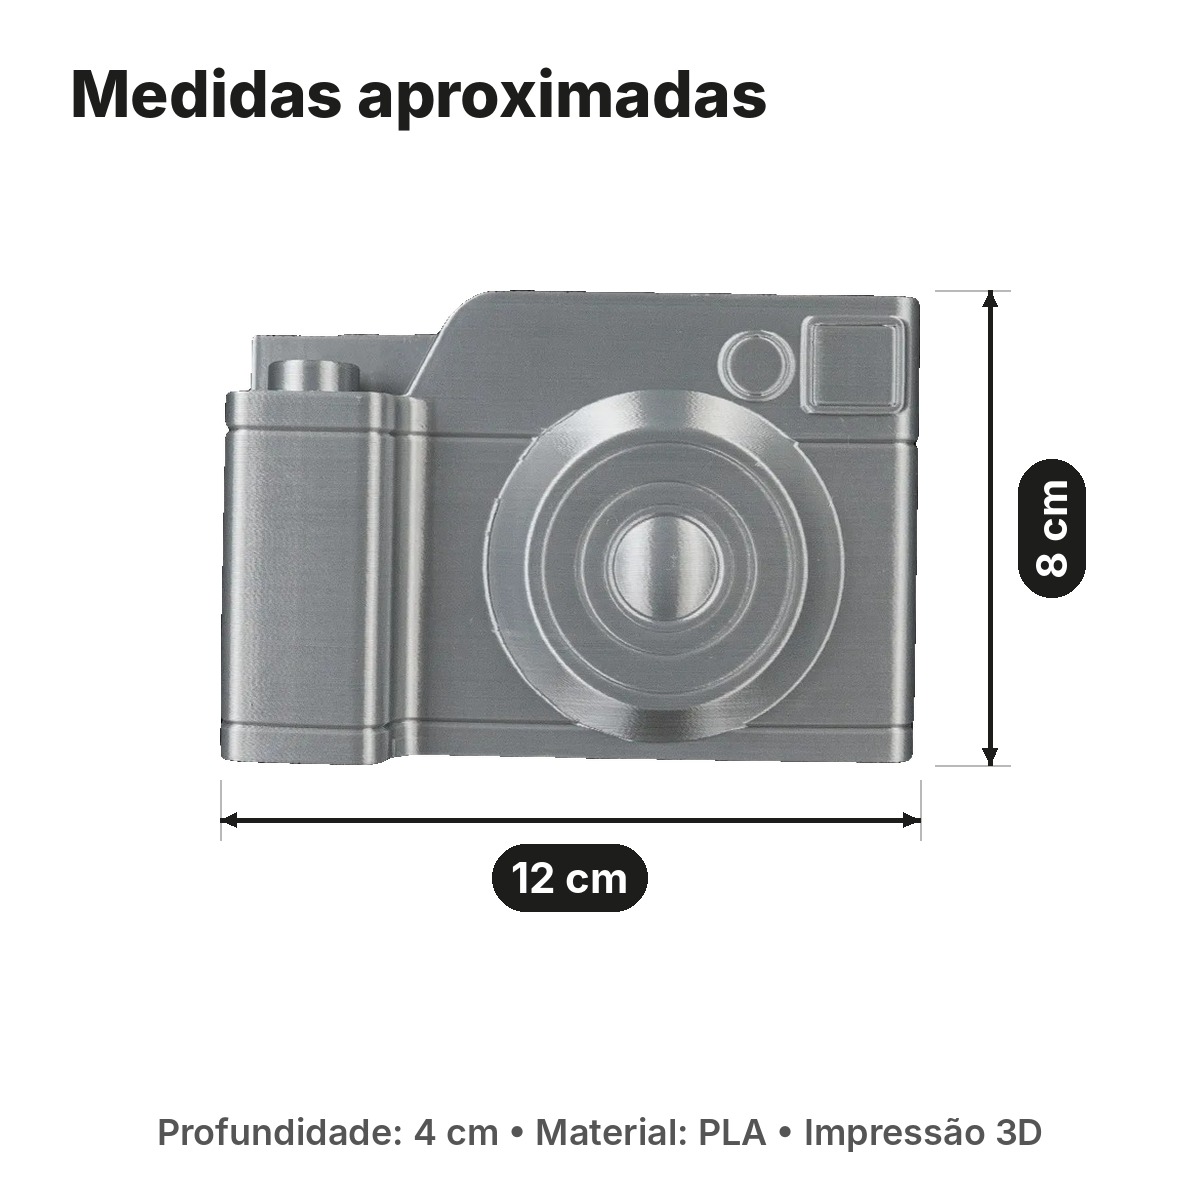 Medidas aproximadas
8 cm
12 cm
Profundidade: 4 cm • Material: PLA • Impressão 3D